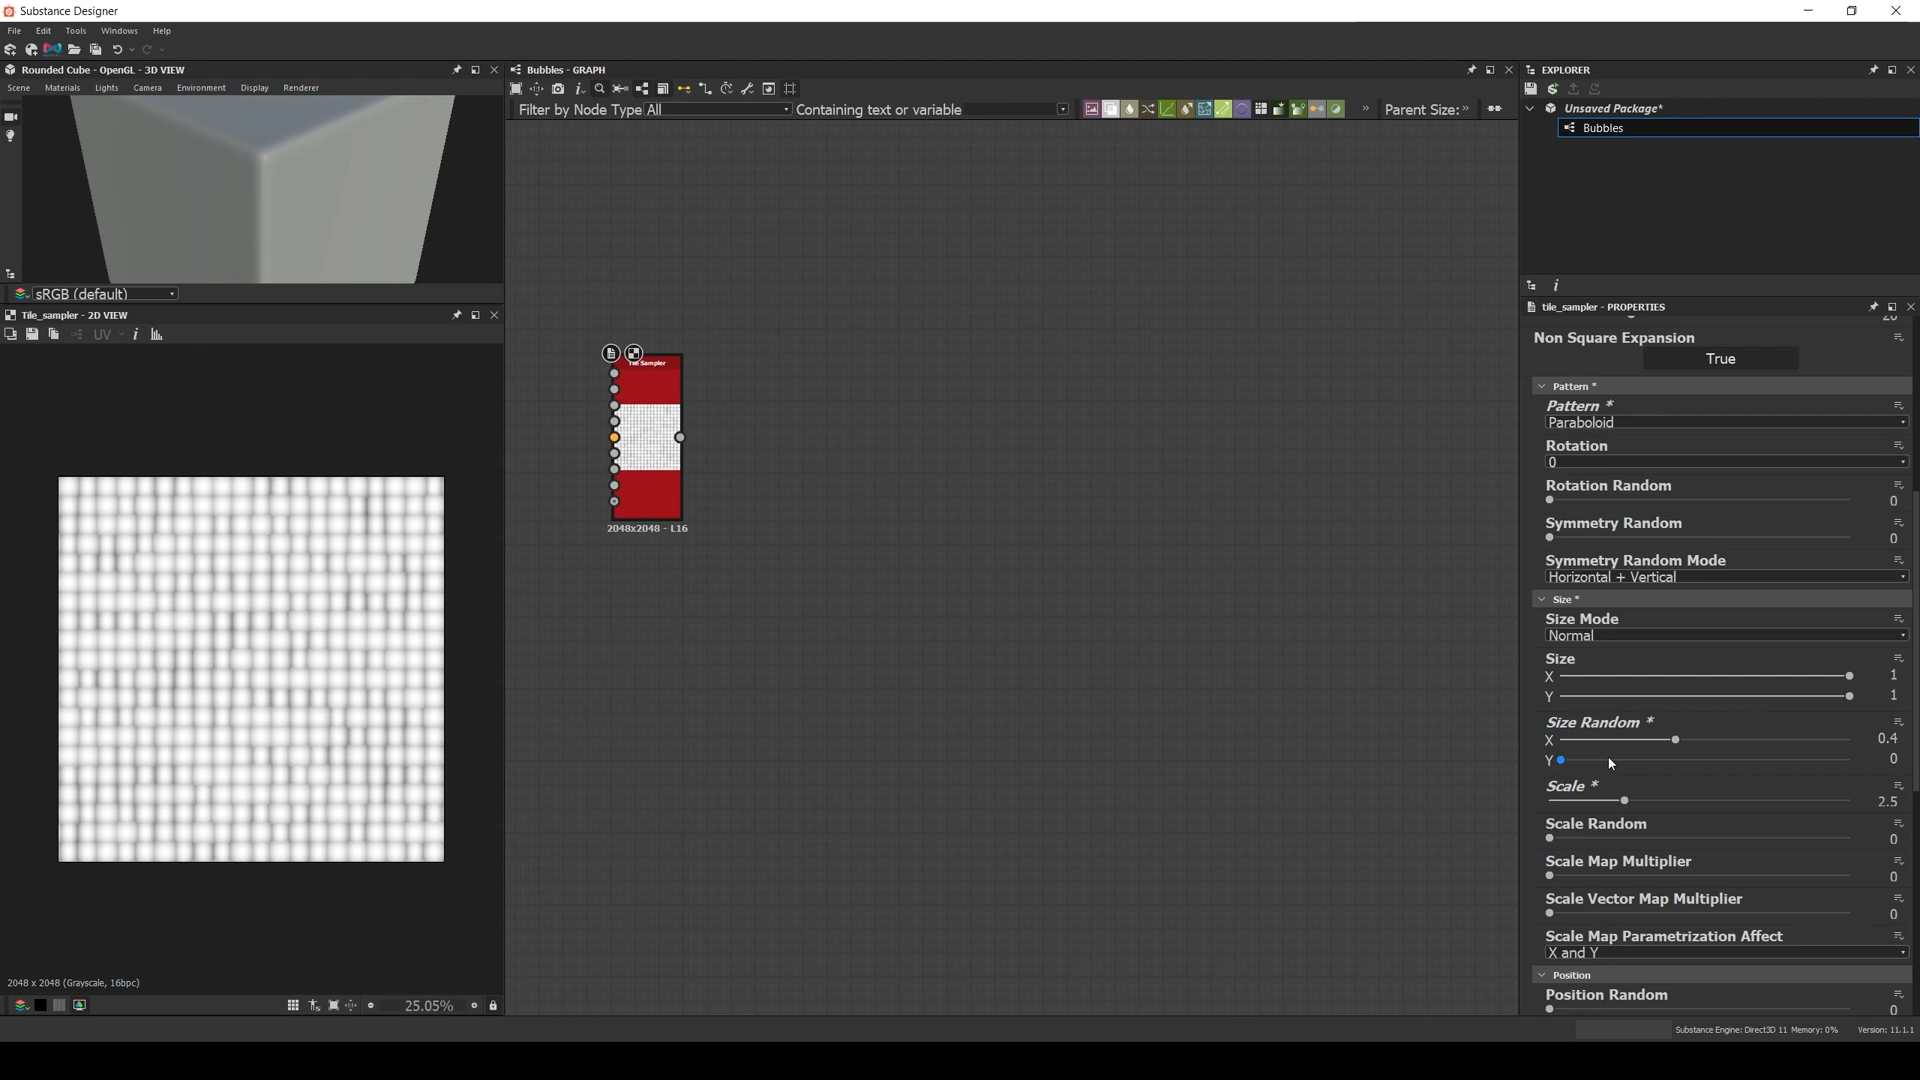 Substance Designer
File Edit Tools Windows Help
Rounded Cube - OpenGL - 3D VIEW
Scene Materials Lights Camera Environment Display Renderer
sRGB (default)
Tile_sampler - 2D VIEW
UV
2048 x 2048 (Grayscale, 16bpc)
25.05%
Bubbles - GRAPH
Filter by Node Type All Containing text or variable Parent Size:
Tile Sampler
2048x2048 - L16
EXPLORER
Unsaved Package*
Bubbles
tile_sampler - PROPERTIES
20
Non Square Expansion
True
Pattern *
Pattern *
Paraboloid
Rotation
0
Rotation Random
0
Symmetry Random
0
Symmetry Random Mode
Horizontal + Vertical
Size *
Size Mode
Normal
Size
X 1
Y 1
Size Random *
X 0.4
Y 0
Scale *
2.5
Scale Random
0
Scale Map Multiplier
0
Scale Vector Map Multiplier
0
Scale Map Parametrization Affect
X and Y
Position
Position Random
0
Substance Engine: Direct3D 11 Memory: 0% Version: 11.1.1